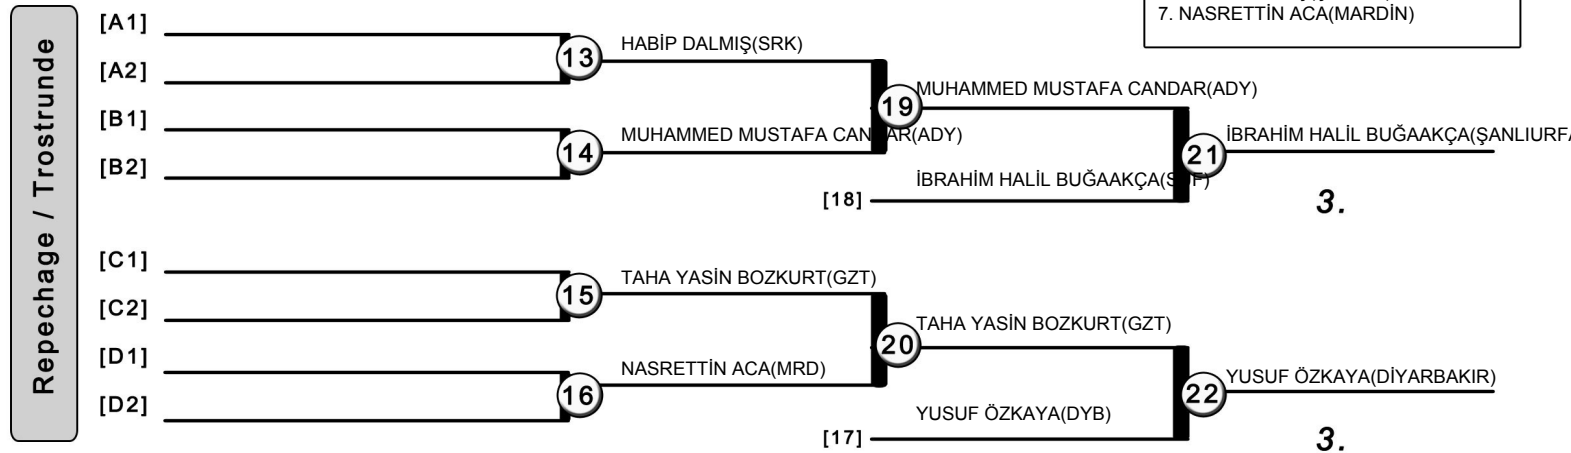 7. NASRETTİN ACA(MARDİN)
Repechage / Trostrunde
[A1]
[A2]
13
HABİP DALMIŞ(SRK)
[B1]
[B2]
14
MUHAMMED MUSTAFA CANDAR(ADY)
19
MUHAMMED MUSTAFA CANDAR(ADY)
[18]
İBRAHİM HALİL BUĞAAKÇA
21
İBRAHİM HALİL BUĞAAKÇA(ŞANLIURFA
3.
[C1]
[C2]
15
TAHA YASİN BOZKURT(GZT)
[D1]
[D2]
16
NASRETTİN ACA(MRD)
20
TAHA YASİN BOZKURT(GZT)
[17]
YUSUF ÖZKAYA(DYB)
22
YUSUF ÖZKAYA(DİYARBAKIR)
3.